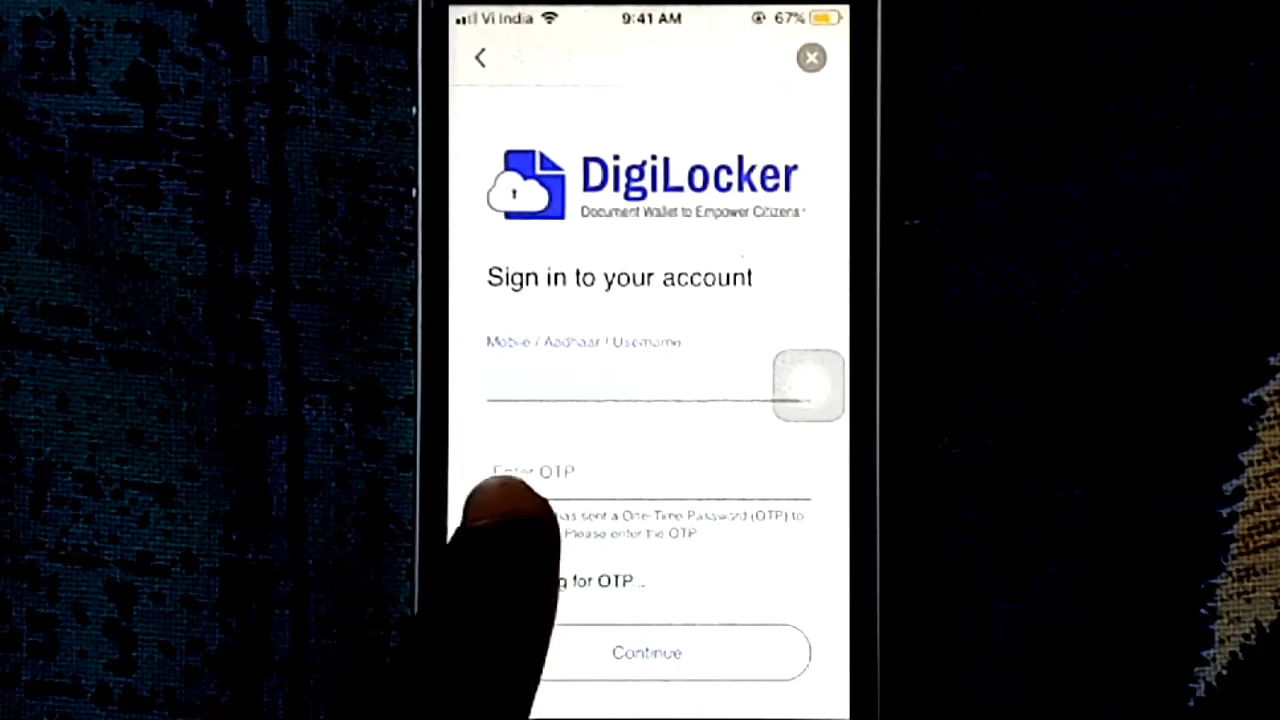 Vi India 9:41 AM 67%
DigiLocker
Document Wallet to Empower Citizens
Sign in to your account
Mobile / Aadhaar / Username
Enter OTP
has sent a One-Time Password (OTP) to
Please enter the OTP
for OTP...
Continue